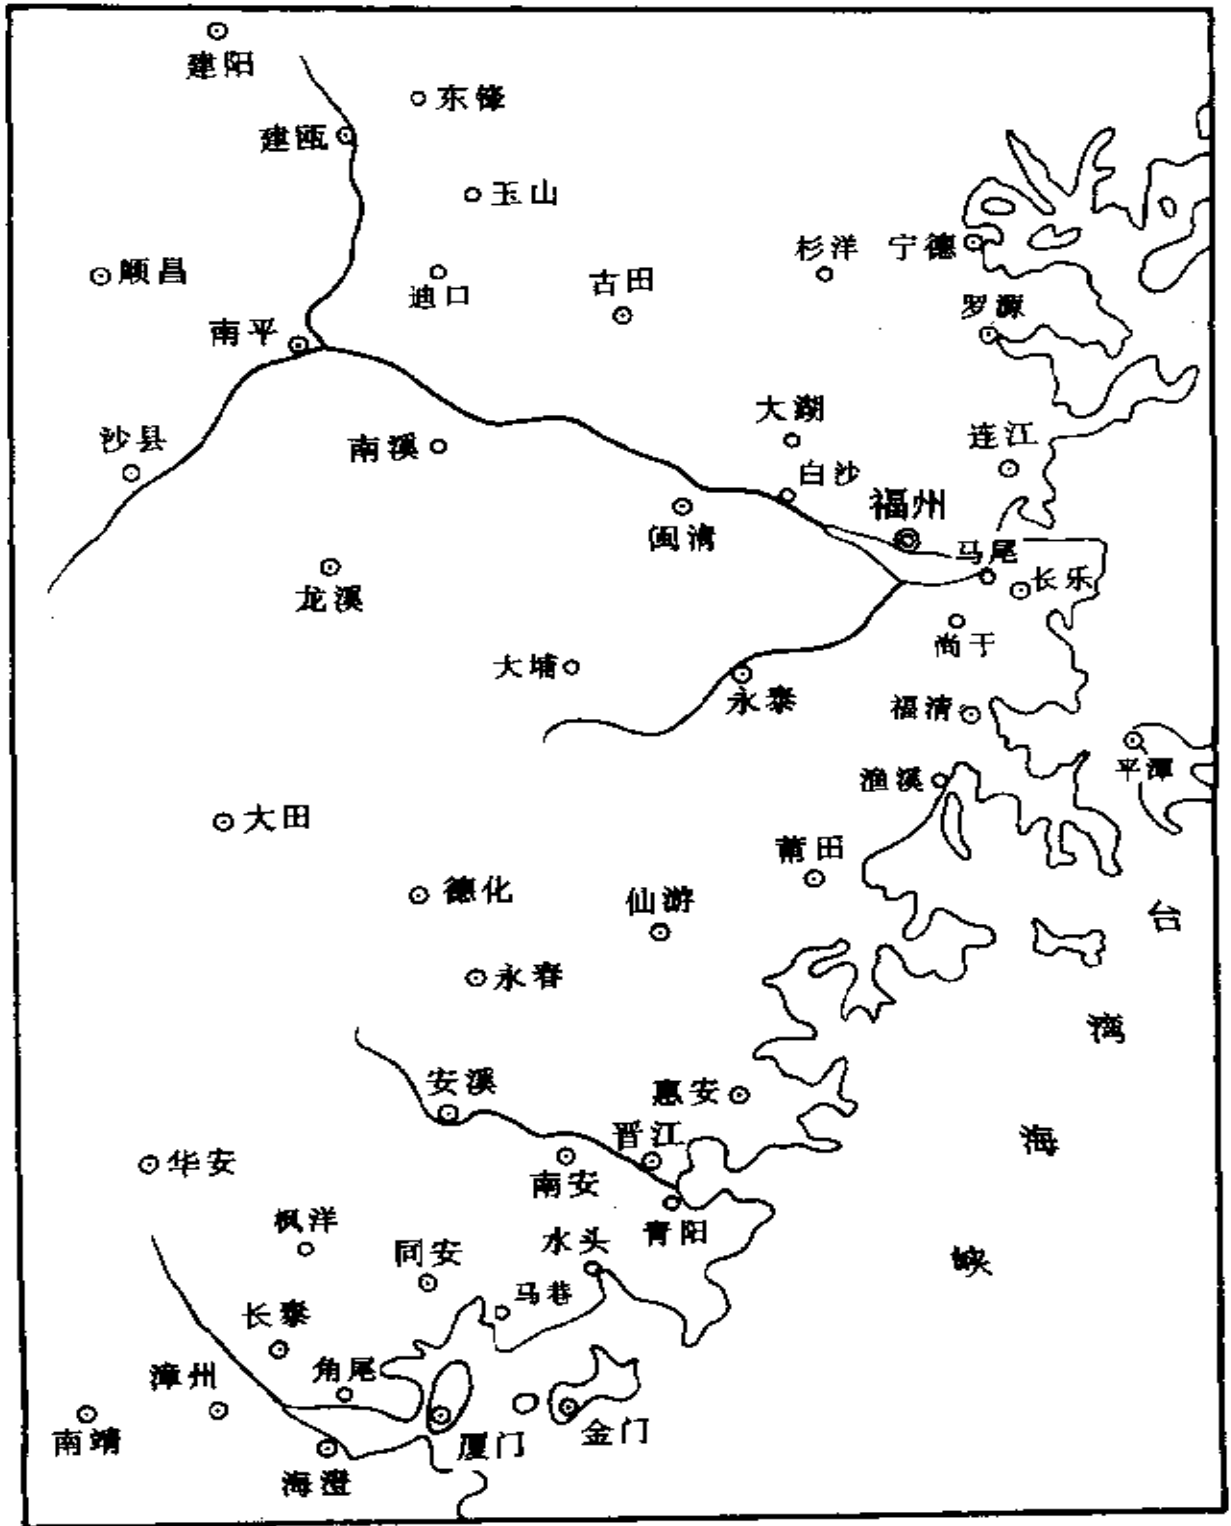 建阳
东锋
建瓯
玉山
杉洋
宁德
顺昌
迪口
古田
罗源
南平
大湖
沙县
南溪
连江
白沙
福州
闽清
马尾
龙溪
长乐
尚干
大埔
永泰
福清
渔溪
平潭
大田
莆田
德化
仙游
台湾海峡
永春
安溪
惠安
晋江
华安
南安
枫洋
青阳
同安
水头
马巷
长泰
漳州
角尾
南靖
厦门
金门
海澄